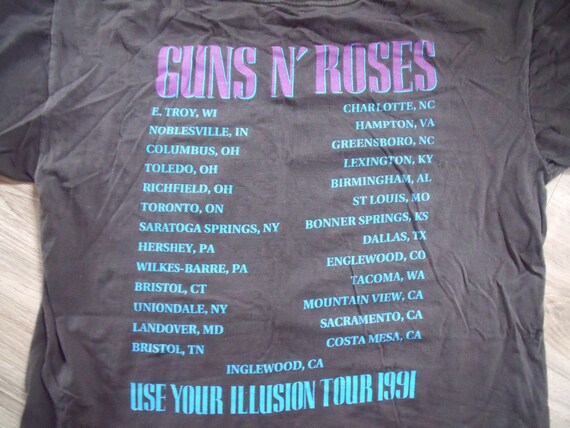 GUNS N' ROSES
E. TROY, WI
NOBLESVILLE, IN
COLUMBUS, OH
TOLEDO, OH
RICHFIELD, OH
TORONTO, ON
SARATOGA SPRINGS, NY
HERSHEY, PA
WILKES-BARRE, PA
BRISTOL, CT
UNIONDALE, NY
LANDOVER, MD
BRISTOL, TN
CHARLOTTE, NC
HAMPTON, VA
GREENSBORO, NC
LEXINGTON, KY
BIRMINGHAM, AL
ST LOUIS, MO
BONNER SPRINGS, KS
DALLAS, TX
ENGLEWOOD, CO
TACOMA, WA
MOUNTAIN VIEW, CA
SACRAMENTO, CA
COSTA MESA, CA
INGLEWOOD, CA
USE YOUR ILLUSION TOUR 1991